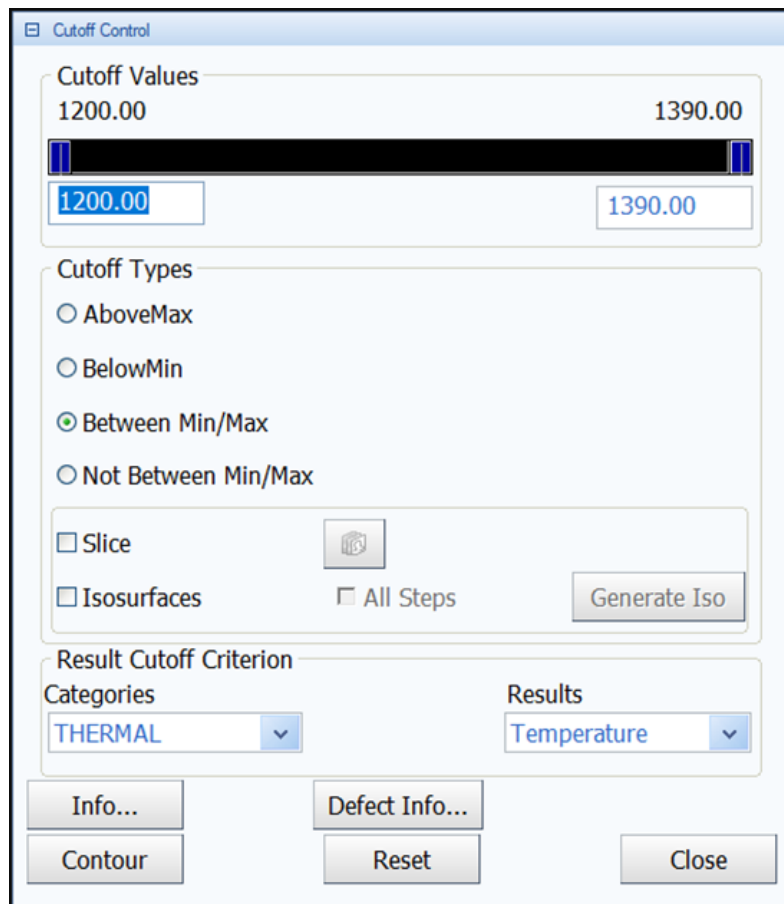 Cutoff Control
Cutoff Values
1200.00 1390.00
1200.00 1390.00
Cutoff Types
AboveMax
BelowMin
Between Min/Max
Not Between Min/Max
Slice
Isosurfaces All Steps Generate Iso
Result Cutoff Criterion
Categories Results
THERMAL Temperature
Info... Defect Info...
Contour Reset Close